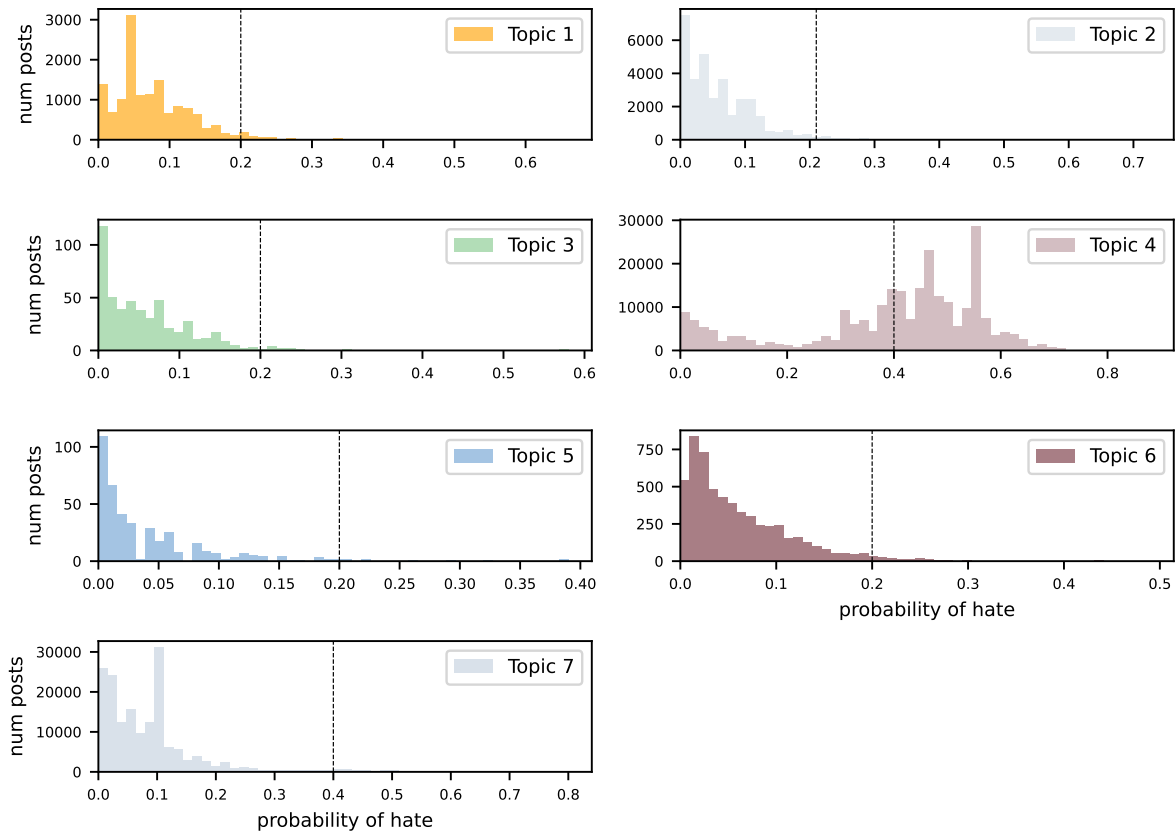 num posts
3000
2000
1000
0
Topic 1
0.0 0.1 0.2 0.3 0.4 0.5 0.6
6000
4000
2000
0
Topic 2
0.0 0.1 0.2 0.3 0.4 0.5 0.6 0.7
num posts
100
50
0
Topic 3
0.0 0.1 0.2 0.3 0.4 0.5 0.6
30000
20000
10000
0
Topic 4
0.0 0.2 0.4 0.6 0.8
num posts
100
50
0
Topic 5
0.00 0.05 0.10 0.15 0.20 0.25 0.30 0.35 0.40
750
500
250
0
Topic 6
0.0 0.1 0.2 0.3 0.4 0.5
probability of hate
num posts
30000
20000
10000
0
Topic 7
0.0 0.1 0.2 0.3 0.4 0.5 0.6 0.7 0.8
probability of hate